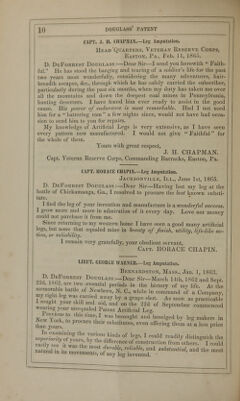 10 DOUGLASS' PATENT
CAPT. J. H. CHAPMAN.—Leg Amputation.
HEAD QUARTERS, VETERAN RESERVE CORPS,
EASTON, PA., Feb. 11, 1865.
D. DEFORREST DOUGLASS—Dear Sir—I send you herewith "Faith-
ful." He has stood the banging and tearing of a soldier's life for the past
two years most wonderfully, considering the many adventures, hair-
breadth escapes, &c., through which he has safely carried the subscriber,
particularly during the past six months, when my duty has taken me over
all the mountains and down the deepest coal mines in Pennsylvania,
hunting deserters. I have found him ever ready to assist in the good
cause. His power of endurance is most remarkable. Had I not used
him for a "battering ram" a few nights since, would not have had occa-
sion to send him to you for repairs.
My knowledge of Artificial Legs is very extensive, as I have seen
every pattern now manufactured. I would not give "Faithful" for
the whole of them.
Yours with great respect,
J. H. CHAPMAN.
Capt. Veteran Reserve Corps, Commanding Barracks, Easton, Pa.
CAPT. HORACE CHAPIN.—Leg Amputation.
JACKSONVILLE, ILL., June 1st, 1865.
D. DEFORREST DOUGLASS—Dear Sir—Having lost my leg at the
battle of Chickamauga, Ga., I resolved to procure the best known substi-
tute.
I find the leg of your invention and manufacture is a wonderful success.
I grow more and more in admiration of it every day. Love nor money
could not purchase it from me.
Since returning to my western home I have seen a good many artificial
legs, but none that equaled mine in beauty of finish, utility, life-like mo-
tion, or reliability.
I remain very gratefully, your obedient servant,
CAPT. HORACE CHAPIN.
LIEUT. GEORGE WARNER.—Leg Amputation.
BERNARDSTON, MASS., Jan. 1, 1863.
D. DEFORREST DOUGLASS—Dear Sir—March 14th, 1862 and Sept.
22d, 1862, are two eventful periods in the history of my life. At the
memorable battle of Newbern, N. C., while in command of a Company,
my right leg was carried away by a grape shot. As soon as practicable
I sought your skill and aid, and on the 22d of September commenced
wearing your unequaled Patent Artificial Leg.
Previous to this time, I was besought and besieged by leg makers in
New York, to procure their substitutes, even offering them at a less price
than yours.
In examining the various kinds of legs, I could readily distinguish the
superiority of yours, by the difference of construction from others. I could
easily see it was the most durable, reliable, and substantial, and the most
natural in its movements, of any leg invented.